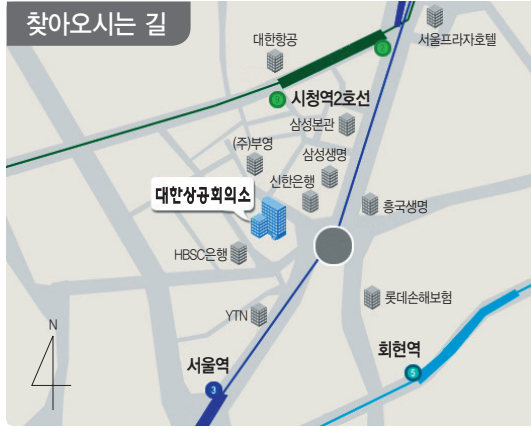 찾아오시는 길
대한항공
서울프라자호텔
시청역2호선
삼성본관
(주)부영
삼성생명
신한은행
대한상공회의소
흥국생명
HBSC은행
롯데손해보험
YTN
N
회현역
서울역
3
5